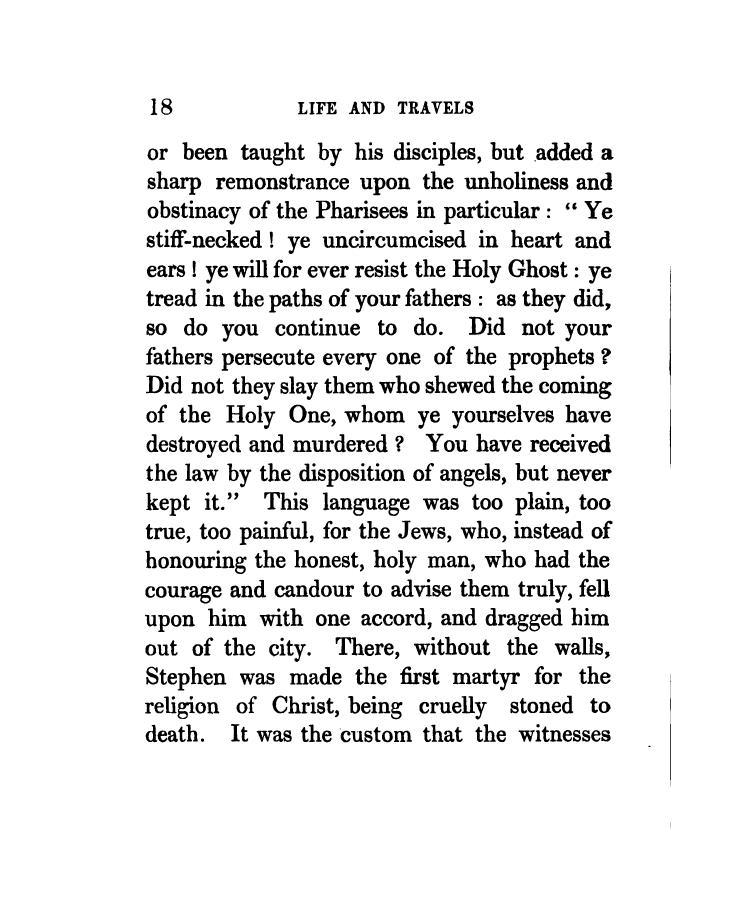 18 LIFE AND TRAVELS
or been taught by his disciples, but added a
sharp remonstrance upon the unholiness and
obstinacy of the Pharisees in particular : “ Ye
stiff-necked ! ye uncircumcised in heart and
ears ! ye will for ever resist the Holy Ghost : ye
tread in the paths of your fathers : as they did,
so do you continue to do. Did not your
fathers persecute every one of the prophets ?
Did not they slay them who shewed the coming
of the Holy One, whom ye yourselves have
destroyed and murdered ? You have received
the law by the disposition of angels, but never
kept it.” This language was too plain, too
true, too painful, for the Jews, who, instead of
honouring the honest, holy man, who had the
courage and candour to advise them truly, fell
upon him with one accord, and dragged him
out of the city. There, without the walls,
Stephen was made the first martyr for the
religion of Christ, being cruelly stoned to
death. It was the custom that the witnesses